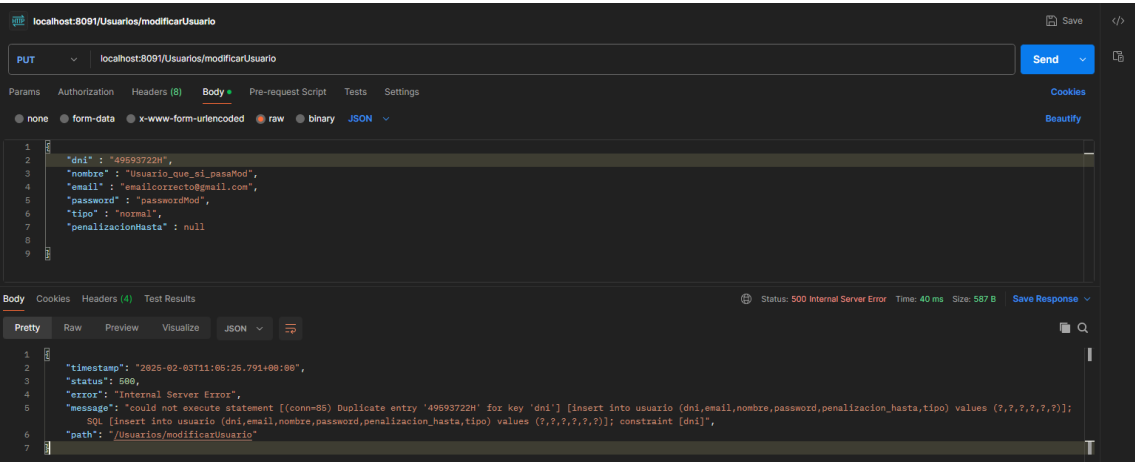 HTTP localhost:8091/Usuarios/modificarUsuario Save </>
PUT localhost:8091/Usuarios/modificarUsuario Send
Params Authorization Headers (8) Body Pre-request Script Tests Settings Cookies
none form-data x-www-form-urlencoded raw binary JSON Beautify
1 {
2 "dni" : "49593722H",
3 "nombre" : "Usuario_que_si_pasaMod",
4 "email" : "emailcorrecto@gmail.com",
5 "password" : "passwordMod",
6 "tipo" : "normal",
7 "penalizacionHasta" : null
8
9 }
Body Cookies Headers (4) Test Results Status: 500 Internal Server Error Time: 40 ms Size: 587 B Save Response
Pretty Raw Preview Visualize JSON
1 {
2 "timestamp": "2025-02-03T11:05:25.791+00:00",
3 "status": 500,
4 "error": "Internal Server Error",
5 "message": "could not execute statement [(conn=85) Duplicate entry '49593722H' for key 'dni'] [insert into usuario (dni,email,nombre,password,penalizacion_hasta,tipo) values (?,?,?,?,?,?)];
SQL [insert into usuario (dni,email,nombre,password,penalizacion_hasta,tipo) values (?,?,?,?,?,?)]; constraint [dni]",
6 "path": "/Usuarios/modificarUsuario"
7 }